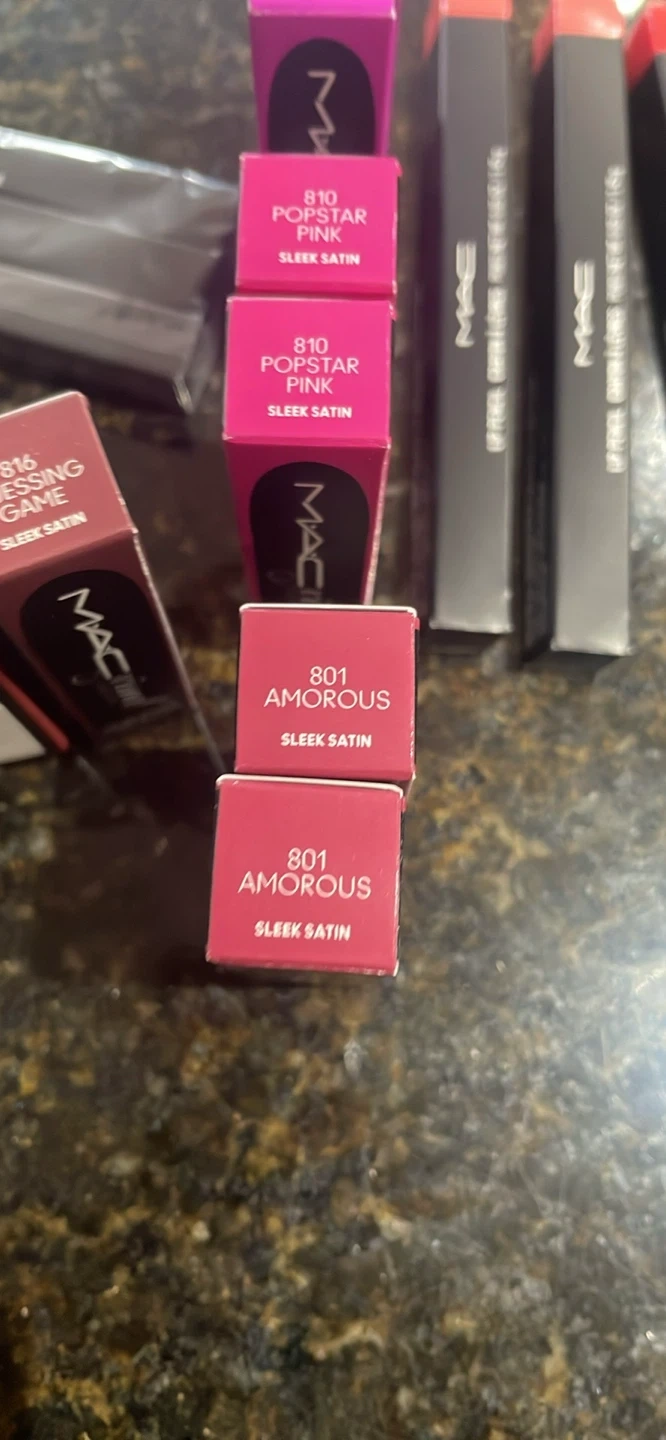 MAC
810
POPSTAR
PINK
SLEEK SATIN
810
POPSTAR
PINK
SLEEK SATIN
MAC
816
GAME
SLEEK SATIN
MAC
801
AMOROUS
SLEEK SATIN
801
AMOROUS
SLEEK SATIN
MAC
MAC